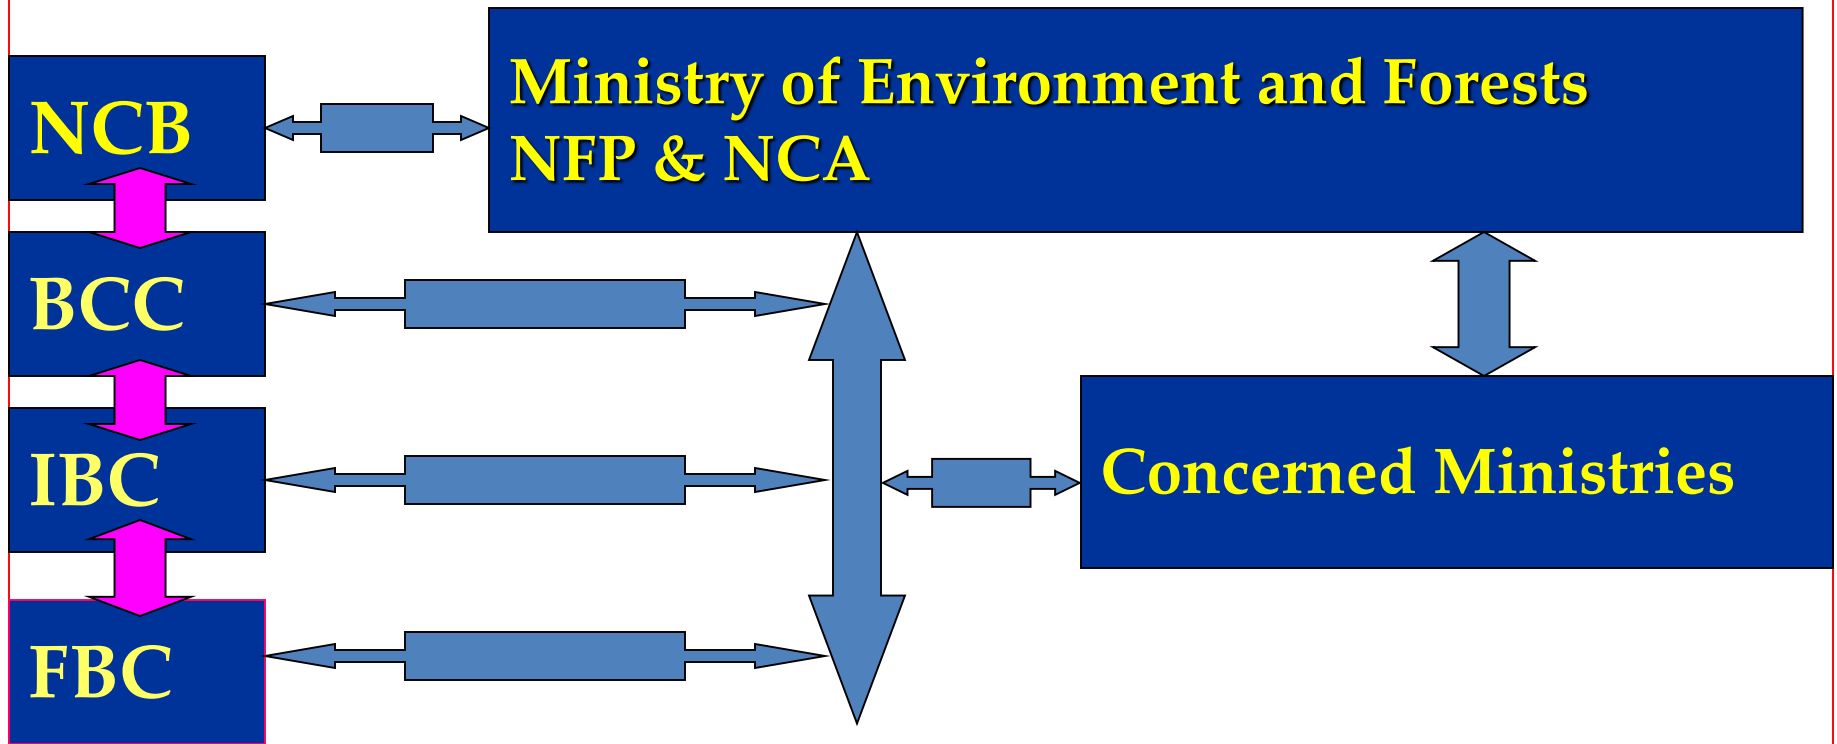 Ministry of Environment and Forests
NFP & NCA
NCB
BCC
IBC
FBC
Concerned Ministries